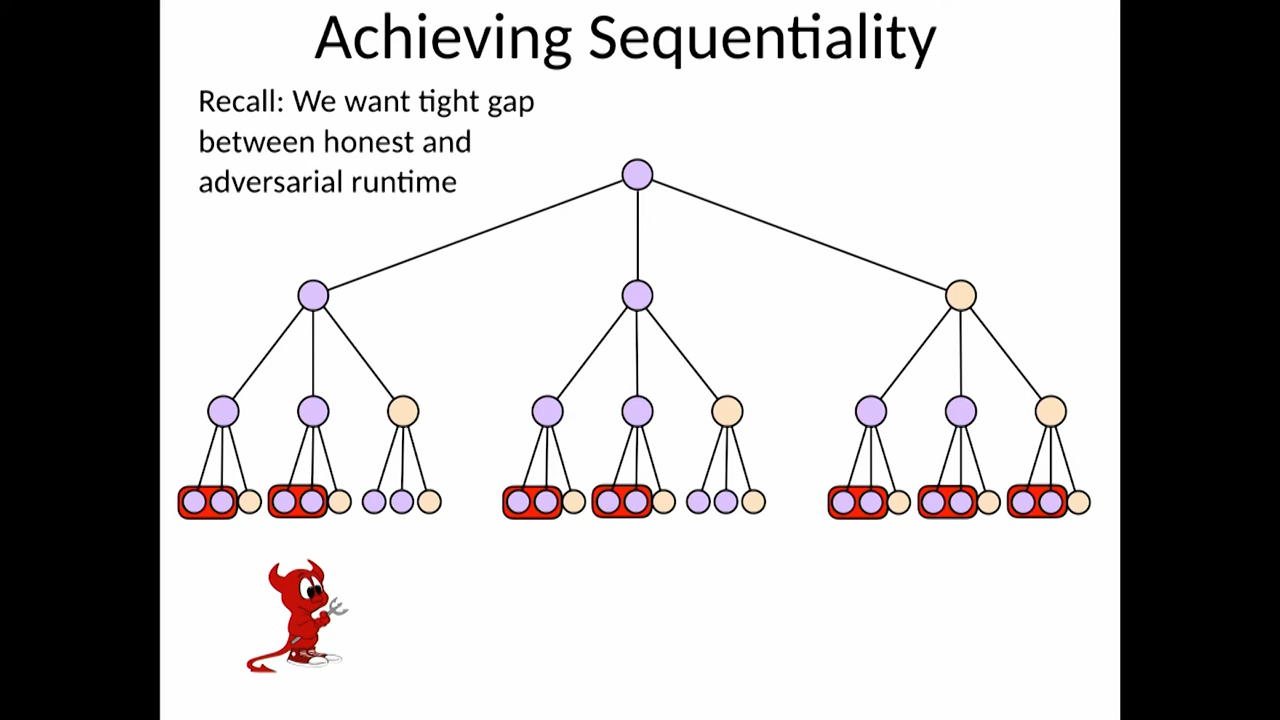 Achieving Sequentiality
Recall: We want tight gap
between honest and
adversarial runtime